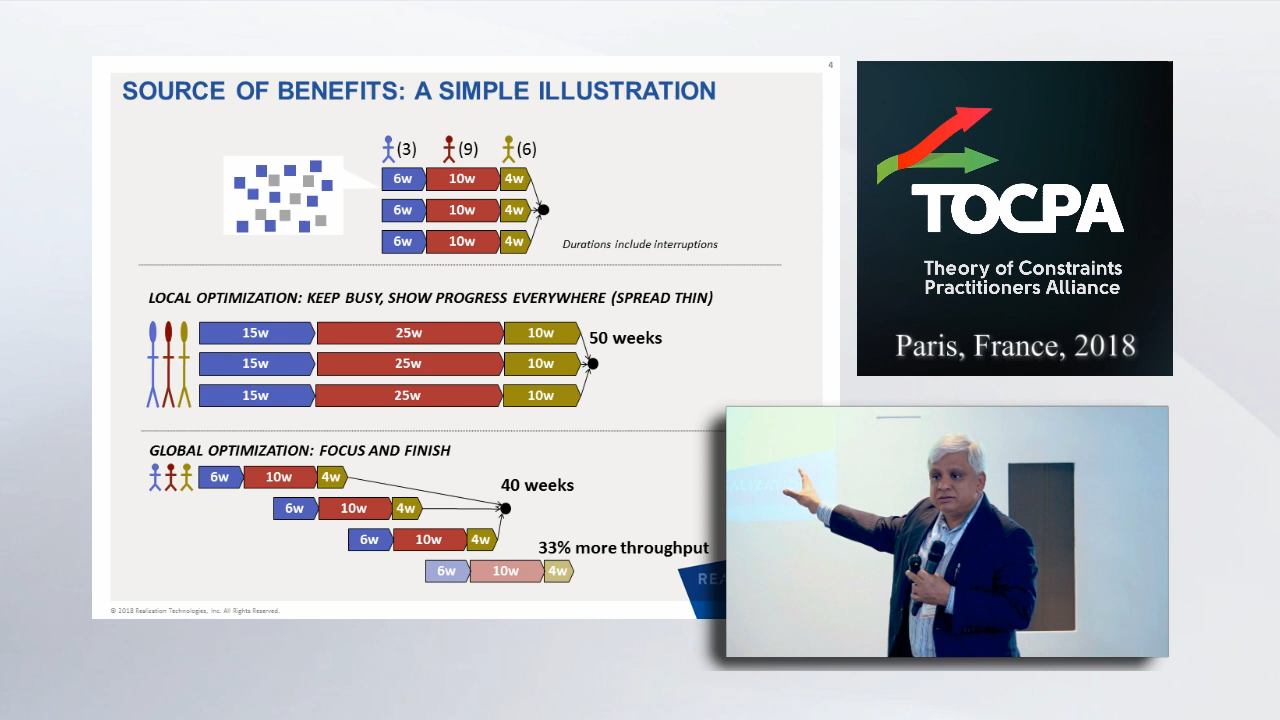 4
SOURCE OF BENEFITS: A SIMPLE ILLUSTRATION
(3) (9) (6)
6w 10w 4w
6w 10w 4w
6w 10w 4w
Durations include interruptions
LOCAL OPTIMIZATION: KEEP BUSY, SHOW PROGRESS EVERYWHERE (SPREAD THIN)
15w 25w 10w
50 weeks
15w 25w 10w
15w 25w 10w
GLOBAL OPTIMIZATION: FOCUS AND FINISH
6w 10w 4w
40 weeks
6w 10w 4w
6w 10w 4w
33% more throughput
6w 10w 4w
© 2018 Realization Technologies, Inc. All Rights Reserved.
TOCPA
Theory of Constraints
Practitioners Alliance
Paris, France, 2018